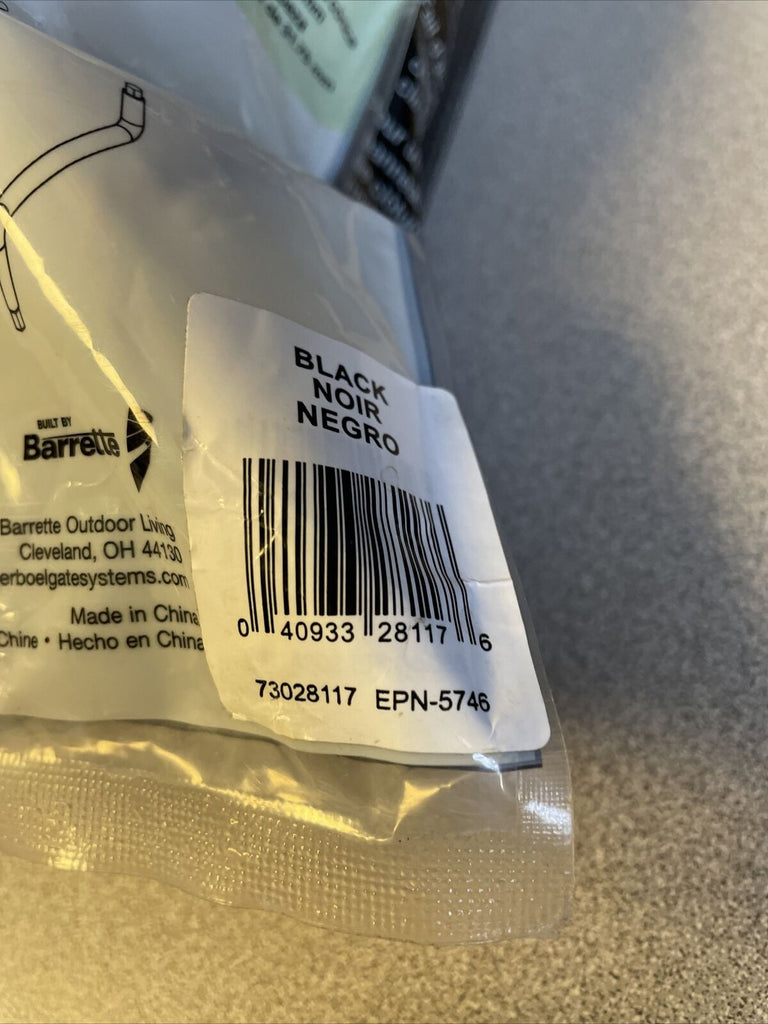 BLACK
NOIR
NEGRO
0 40933 28117 6
73028117 EPN-5746
BUILT BY
Barrette
Barrette Outdoor Living
Cleveland, OH 44130
erboelgatesystems.com
Made in China
Chine • Hecho en China